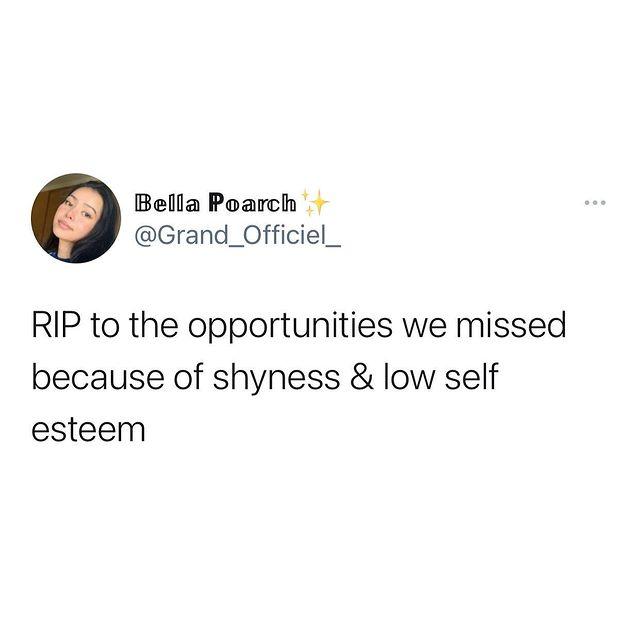 Bella Poarch✨
@Grand_Officiel_
RIP to the opportunities we missed
because of shyness & low self
esteem